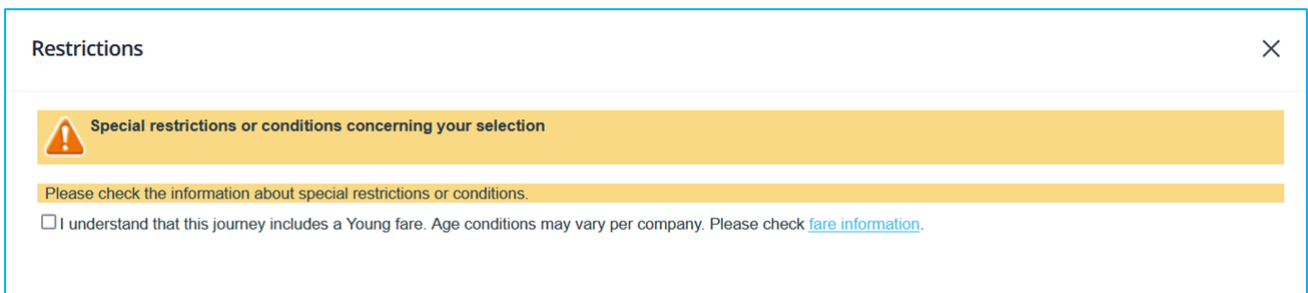 Restrictions
Special restrictions or conditions concerning your selection
Please check the information about special restrictions or conditions.
I understand that this journey includes a Young fare. Age conditions may vary per company. Please check fare information.